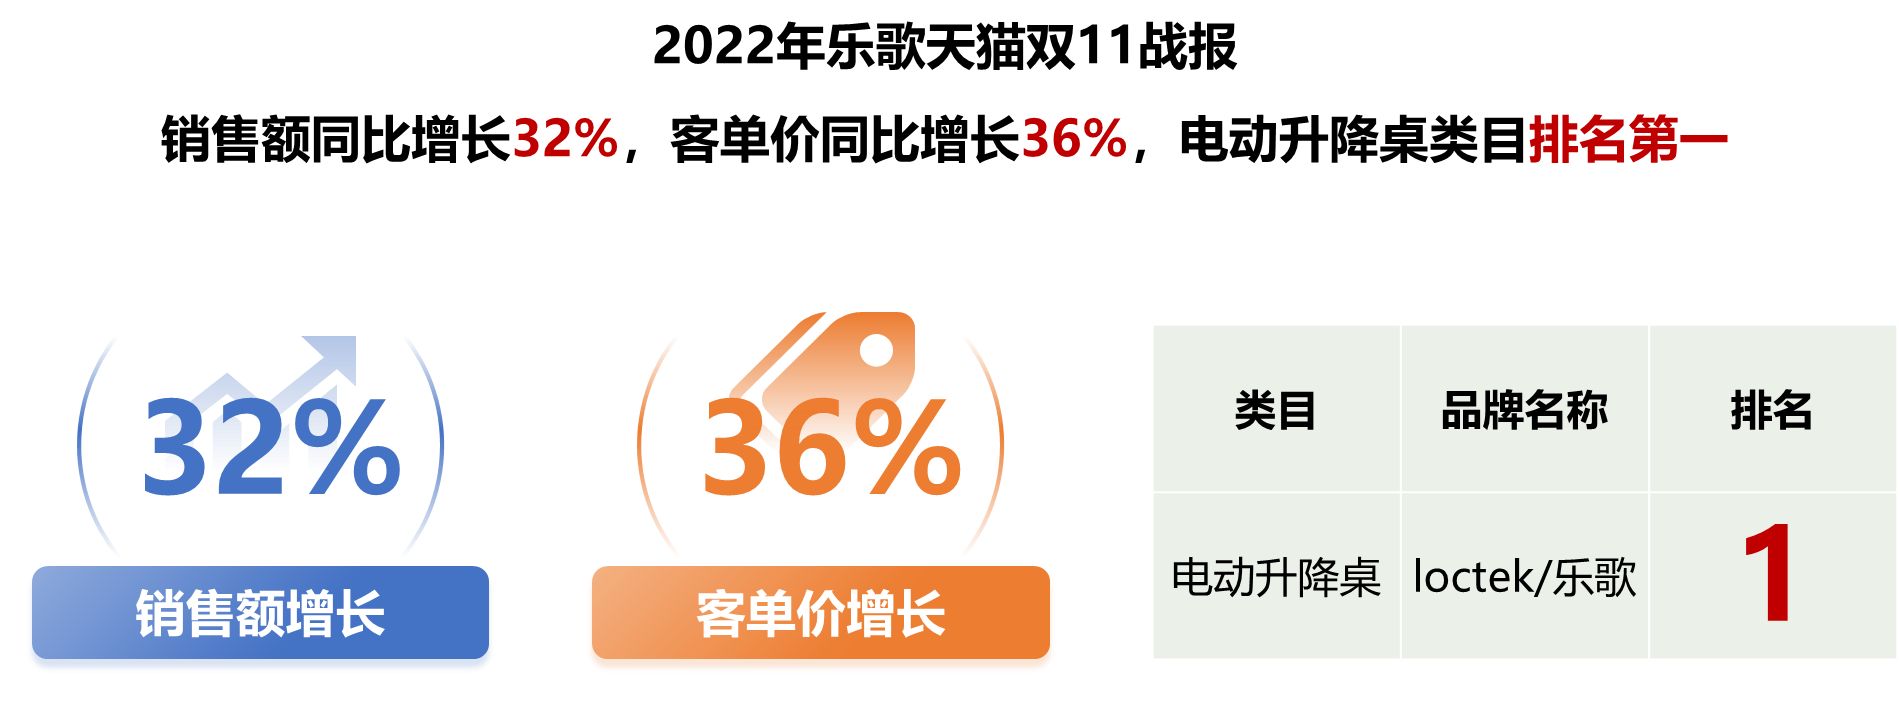 2022年乐歌天猫双11战报
销售额同比增长32%，客单价同比增长36%，电动升降桌类目排名第一
32%
销售额增长
36%
客单价增长
类目 品牌名称 排名
电动升降桌 loctek/乐歌 1